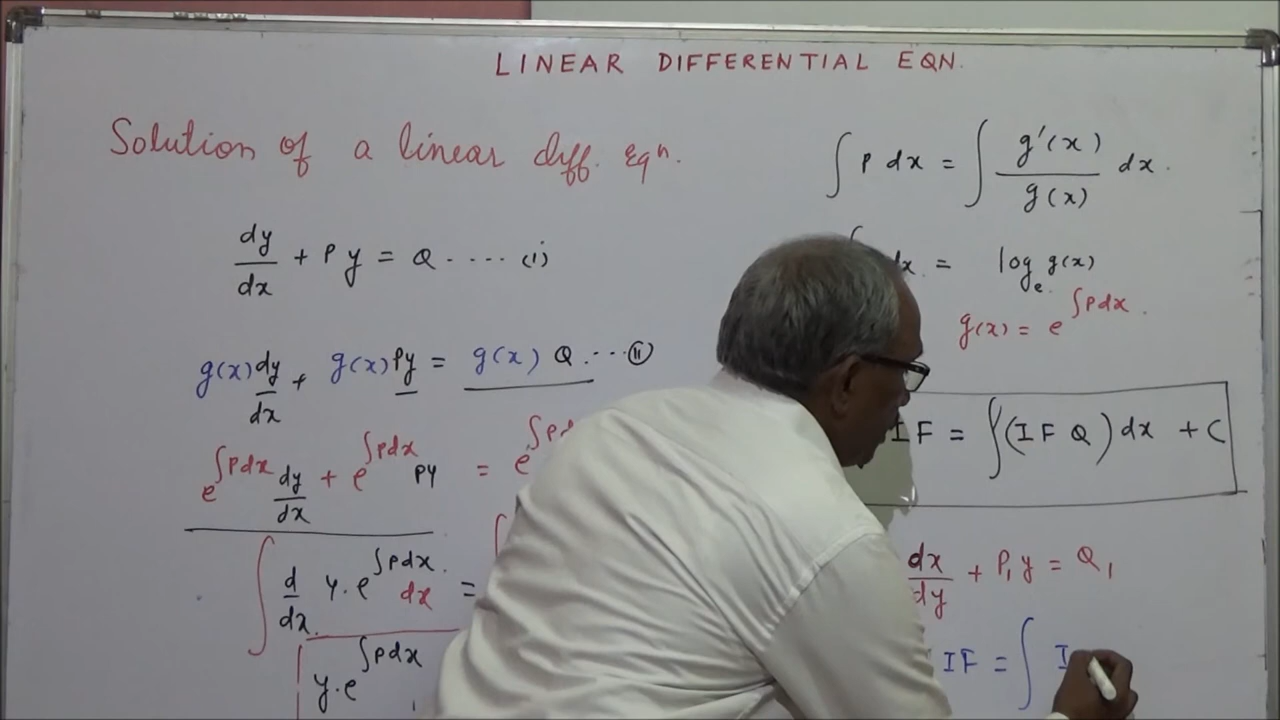 LINEAR DIFFERENTIAL EQN.
Solution of a linear diff. Eqⁿ.
dy/dx + P y = Q ····· (i)
g(x) dy/dx + g(x) Py = g(x) Q ···· (ii)
e^∫Pdx dy/dx + e^∫Pdx Py = e^∫Pd
∫ d/dx y·e^∫Pdx dx =
y·e^∫Pdx
∫ P dx = ∫ g'(x)/g(x) dx.
dx = log_e g(x)
g(x) = e^∫Pdx.
IF = ∫(IF Q) dx + C
dx/dy + P₁y = Q₁
IF = ∫ I